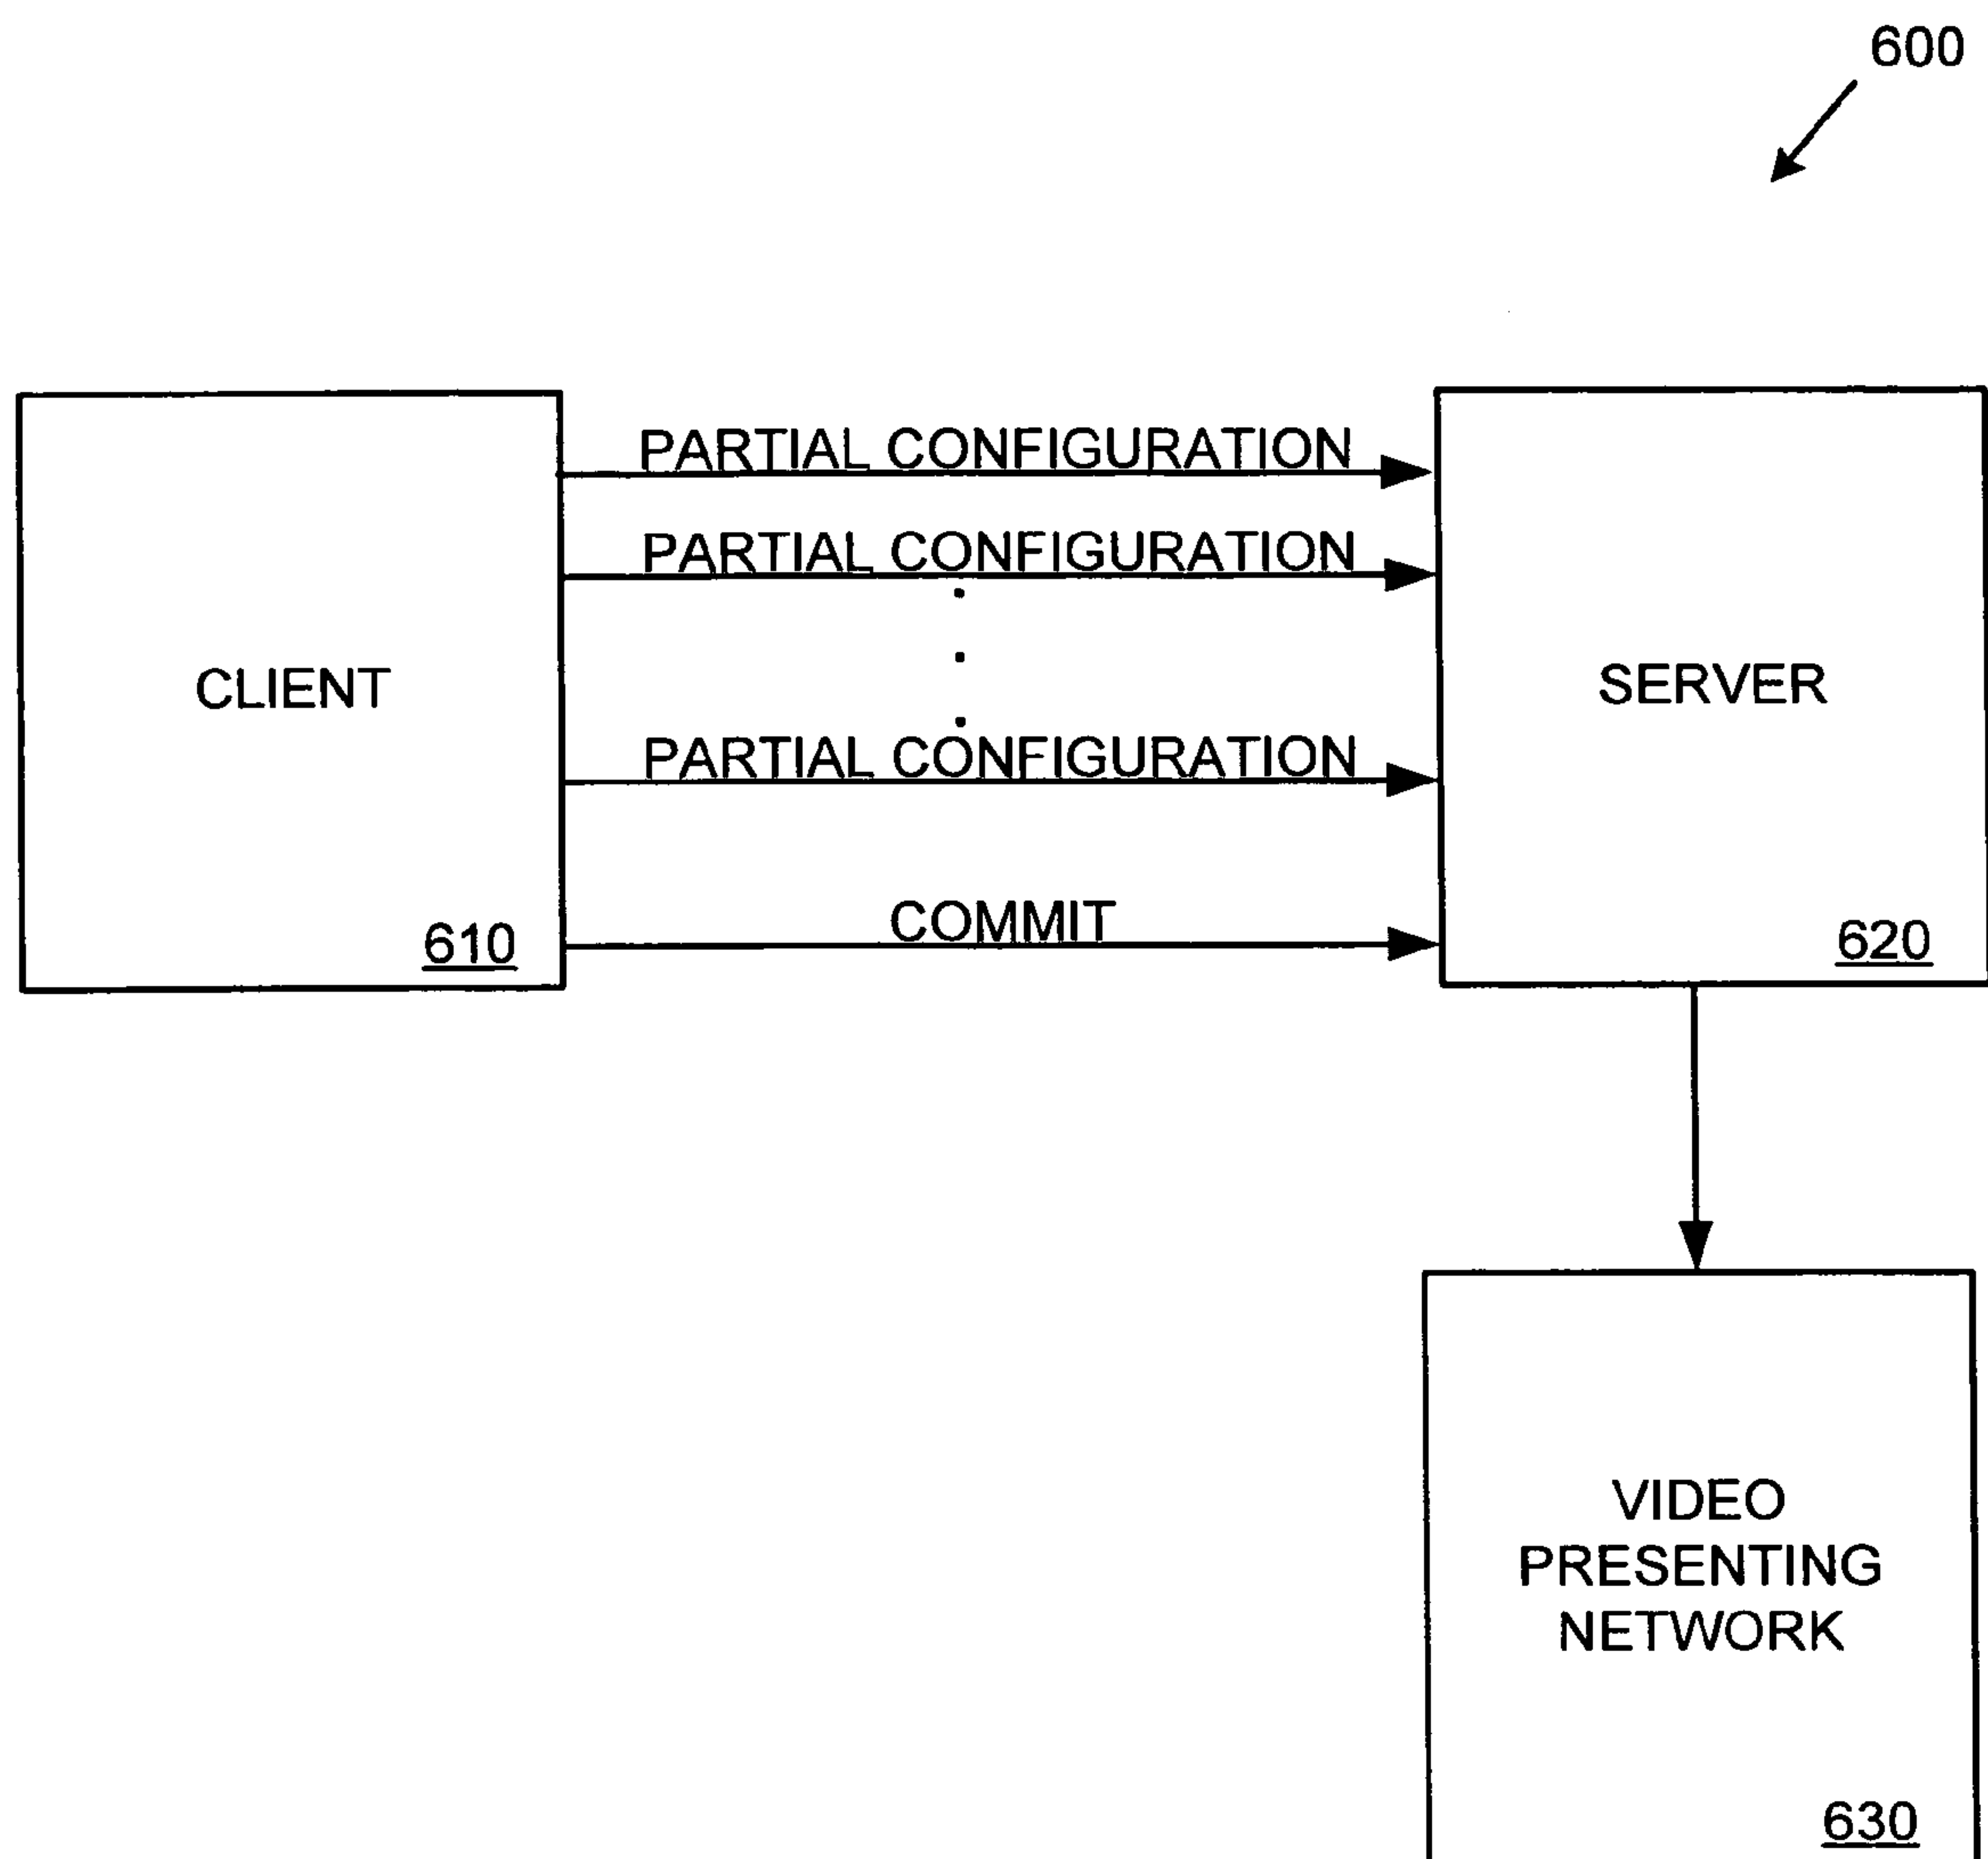 600
PARTIAL CONFIGURATION
PARTIAL CONFIGURATION
CLIENT
SERVER
PARTIAL CONFIGURATION
COMMIT
610
620
VIDEO
PRESENTING
NETWORK
630